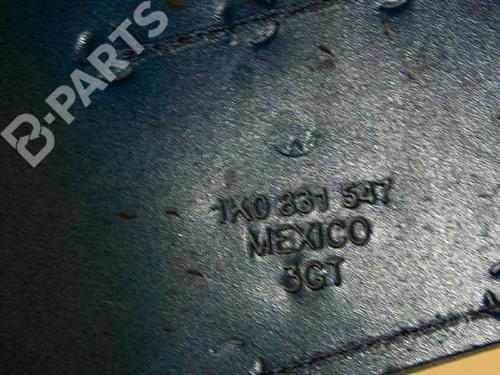 B-PARTS
1K0 831 547
MEXICO
3GT